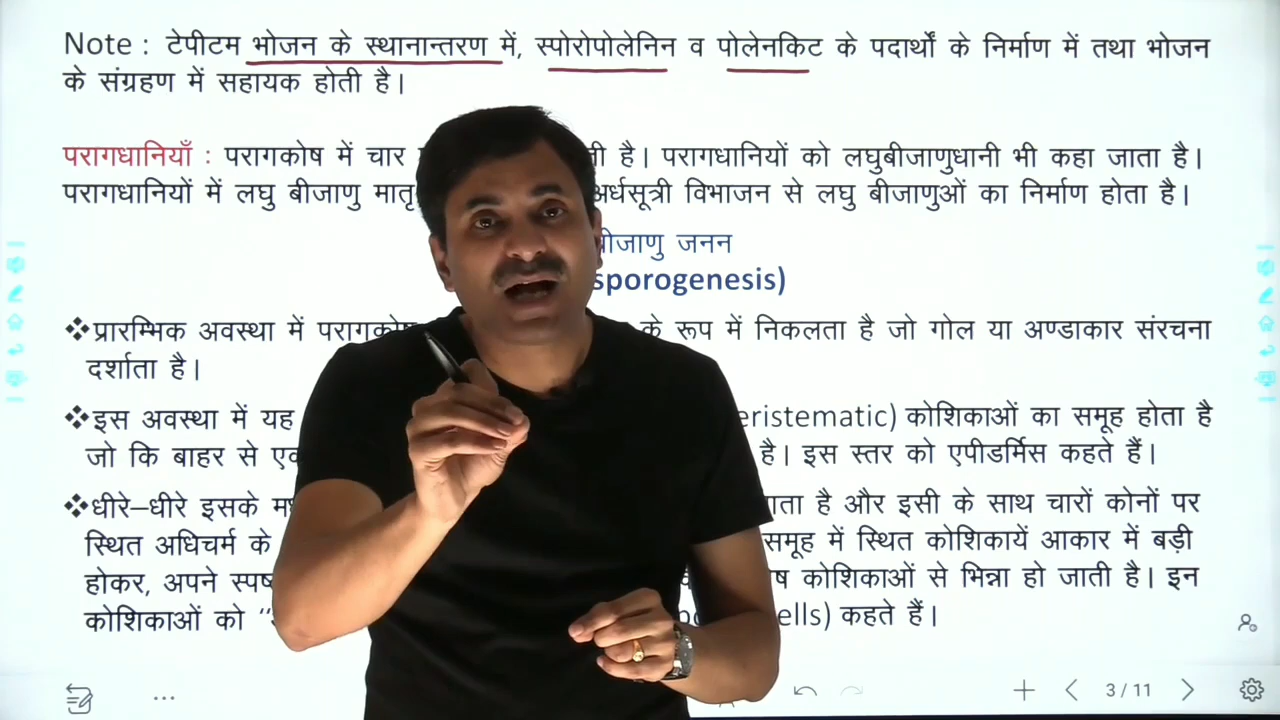 Note : टेपीटम भोजन के स्थानान्तरण में, स्पोरोपोलेनिन व पोलेनकिट के पदार्थों के निर्माण में तथा भोजन
के संग्रहण में सहायक होती है।
परागधानियाँ : परागकोष में चार है। परागधानियों को लघुबीजाणुधानी भी कहा जाता है।
परागधानियों में लघु बीजाणु अर्धसूत्री विभाजन से लघु बीजाणुओं का निर्माण होता है।
जनन
sporogenesis)
❖प्रारम्भिक अवस्था में परागकोष के रूप में निकलता है जो गोल या अण्डाकार संरचना
दर्शाता है।
❖इस अवस्था में यह eristematic) कोशिकाओं का समूह होता है
जो कि बाहर से है। इस स्तर को एपीडर्मिस कहते हैं।
❖धीरे–धीरे इसके है और इसी के साथ चारों कोनों पर
स्थित अधिचर्म के समूह में स्थित कोशिकायें आकार में बड़ी
होकर, अपने कोशिकाओं से भिन्ना हो जाती है। इन
कोशिकाओं को ells) कहते हैं।
3 / 11